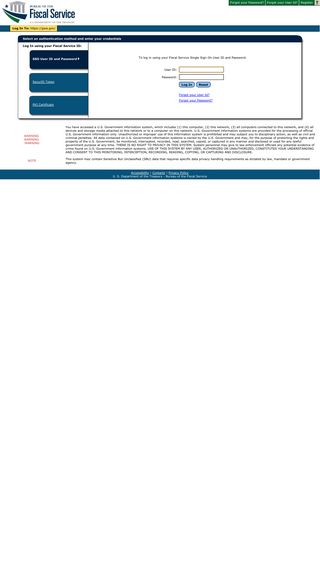 Forgot your Password? | Forgot your User ID? | Register | ?
BUREAU OF THE
Fiscal Service
U.S. DEPARTMENT OF THE TREASURY
Log In To: https://jpas.gov/
Select an authentication method and enter your credentials
Log in using your Fiscal Service ID:
SSO User ID and Password
To log in using your Fiscal Service Single Sign On User ID and Password:
User ID:
Password:
Log In Reset
Security Token
Forgot your User Id?
Forgot your Password?
PKI Certificate
You have accessed a U.S. Government information system, which includes (1) this computer, (2) this network, (3) all computers connected to this network, and (4) all
devices and storage media attached to this network or to a computer on this network. U.S. Government information systems are provided for the processing of official
U.S. Government information only. Unauthorized or improper use of this information system is prohibited and may subject you to disciplinary action, as well as civil and
criminal penalties. All data contained on U.S. Government information systems is owned by the U.S. Government and may, for the purpose of protecting the rights and
WARNING
WARNING
WARNING
property of the U.S. Government, be monitored, intercepted, recorded, read, searched, copied, or captured in any manner and disclosed or used for any lawful
government purpose at any time. THERE IS NO RIGHT TO PRIVACY IN THIS SYSTEM. System personnel may give to law enforcement officials any potential evidence of
crime found on U.S. Government information systems. USE OF THIS SYSTEM BY ANY USER, AUTHORIZED OR UNAUTHORIZED, CONSTITUTES YOUR UNDERSTANDING
AND CONSENT TO THIS MONITORING, INTERCEPTION, RECORDING, READING, COPYING, OR CAPTURING AND DISCLOSURE.
NOTE
This system may contain Sensitive But Unclassified (SBU) data that requires specific data privacy handling requirements as dictated by law, mandate or government
agency.
Accessibility | Contacts | Privacy Policy
U. S. Department of the Treasury - Bureau of the Fiscal Service